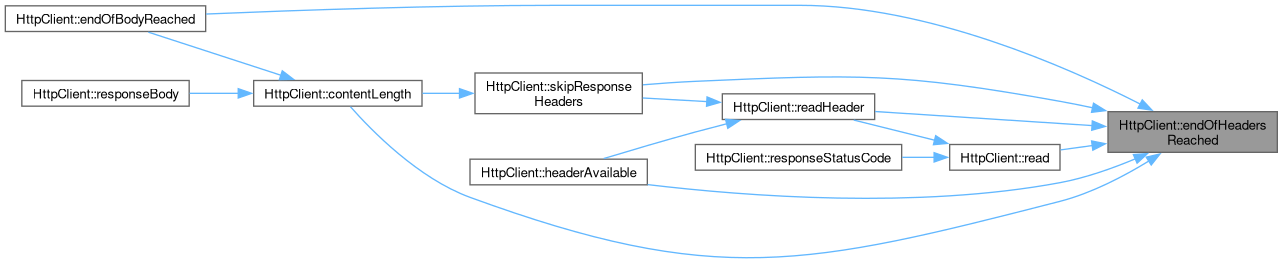 HttpClient::endOfBodyReached
HttpClient::responseBody
HttpClient::contentLength
HttpClient::skipResponse
Headers
HttpClient::readHeader
HttpClient::endOfHeaders
Reached
HttpClient::headerAvailable
HttpClient::responseStatusCode
HttpClient::read